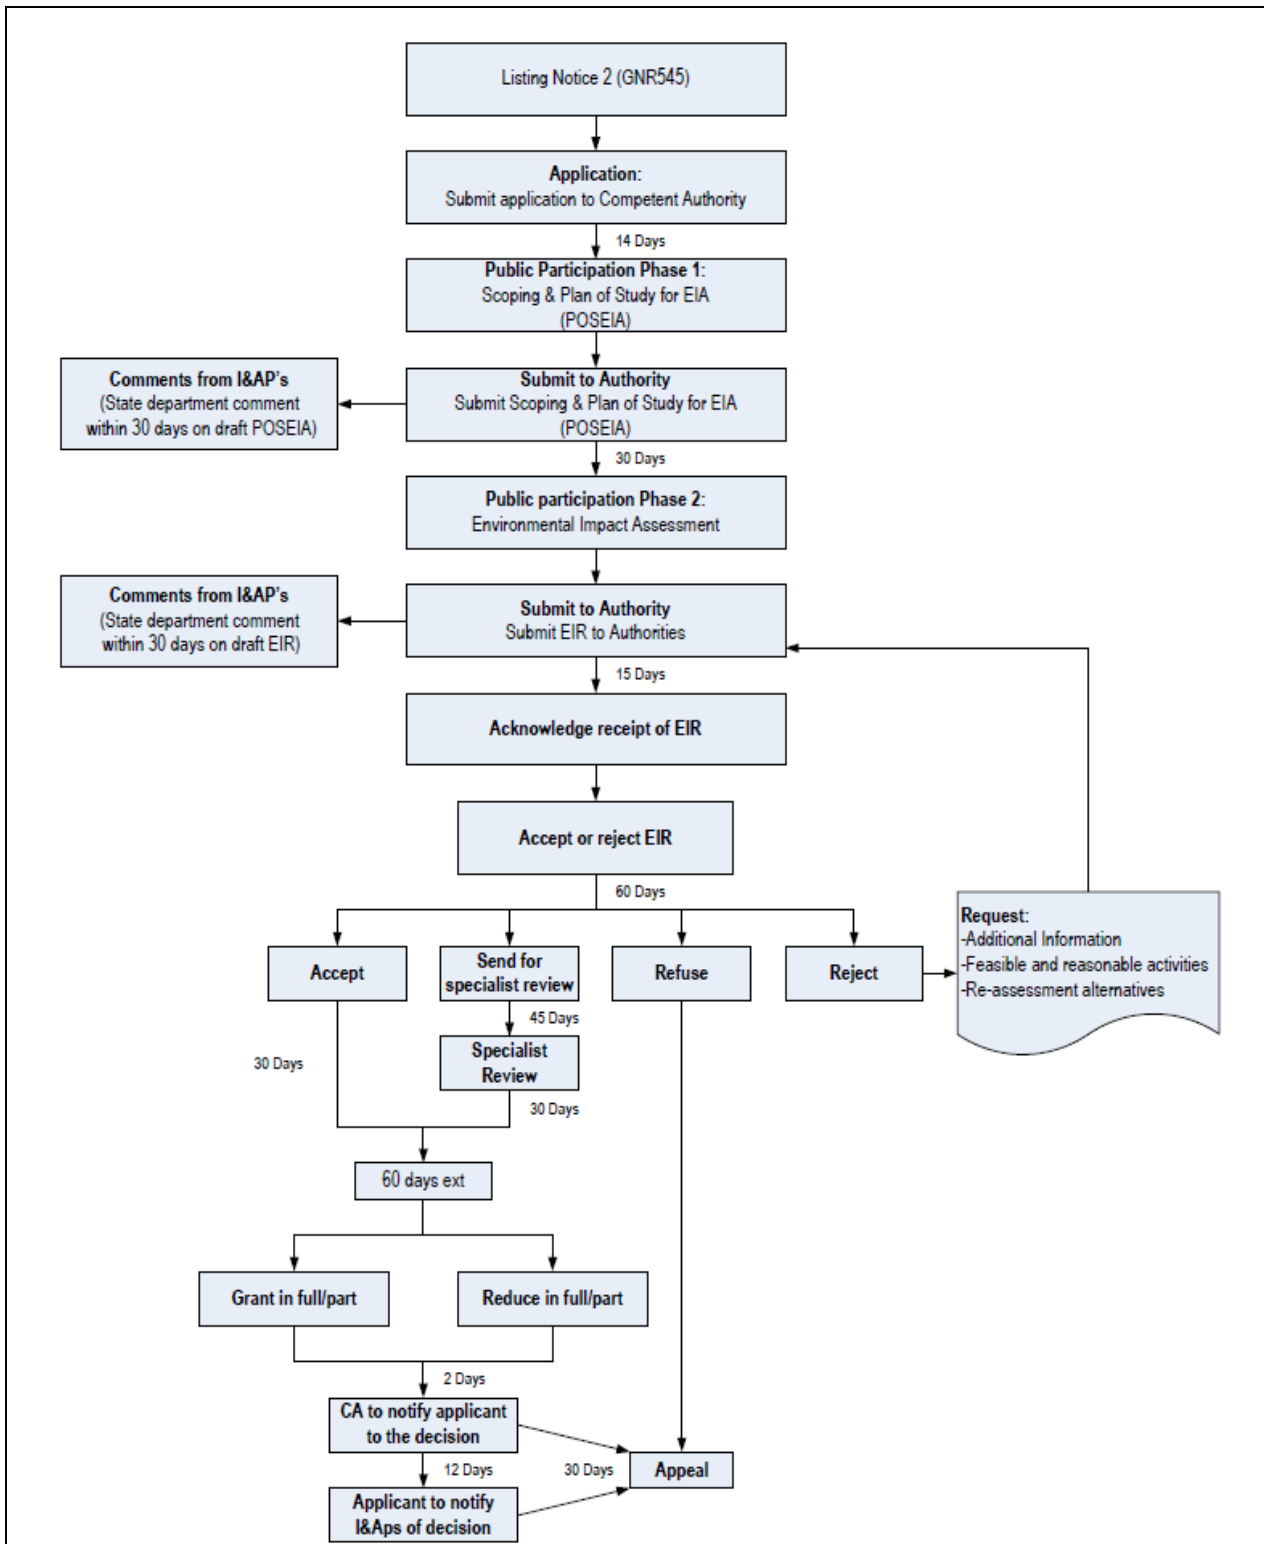 Listing Notice 2 (GNR545)
Application:
Submit application to Competent Authority
14 Days
Public Participation Phase 1:
Scoping & Plan of Study for EIA
(POSEIA)
Comments from I&AP's
(State department comment
within 30 days on draft POSEIA)
Submit to Authority
Submit Scoping & Plan of Study for EIA
(POSEIA)
30 Days
Public participation Phase 2:
Environmental Impact Assessment
Comments from I&AP's
(State department comment
within 30 days on draft EIR)
Submit to Authority
Submit EIR to Authorities
15 Days
Acknowledge receipt of EIR
Accept or reject EIR
60 Days
Accept
Send for
specialist review
Refuse
Reject
Request:
-Additional Information
-Feasible and reasonable activities
-Re-assessment alternatives
45 Days
Specialist
Review
30 Days
30 Days
60 days ext
Grant in full/part
Reduce in full/part
2 Days
CA to notify applicant
to the decision
12 Days
30 Days
Appeal
Applicant to notify
I&Aps of decision